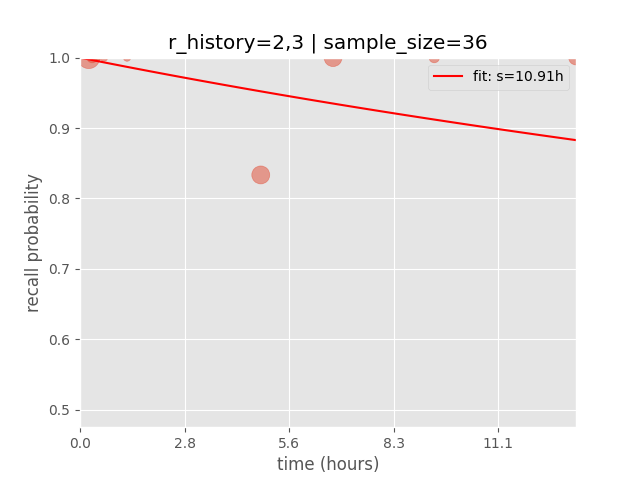 r_history=2,3 | sample_size=36
1.0
0.9
0.8
0.7
0.6
0.5
recall probability
fit: s=10.91h
0.0 2.8 5.6 8.3 11.1
time (hours)